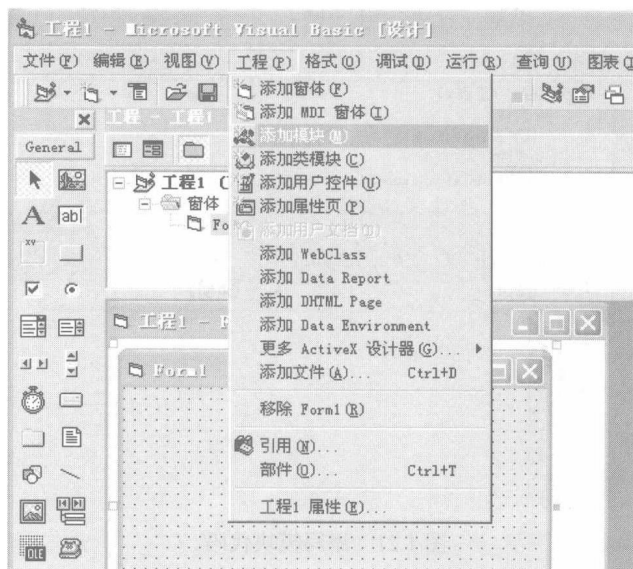 工程1 - Microsoft Visual Basic [设计]
文件(F) 编辑(E) 视图(V) 工程(P) 格式(O) 调试(D) 运行(R) 查询(U) 图表(I
工程 - 工程1
General
工程1 (
窗体
Fo
A
ab|
XY
OLE
添加窗体(F)
添加 MDI 窗体(I)
添加模块(M)
添加类模块(C)
添加用户控件(U)
添加属性页(P)
添加用户文档(D)
添加 WebClass
添加 Data Report
添加 DHTML Page
添加 Data Environment
更多 ActiveX 设计器(G)...
添加文件(A)... Ctrl+D
移除 Form1(R)
引用(N)...
部件(O)... Ctrl+T
工程1 属性(E)...
工程1 - F
Form1